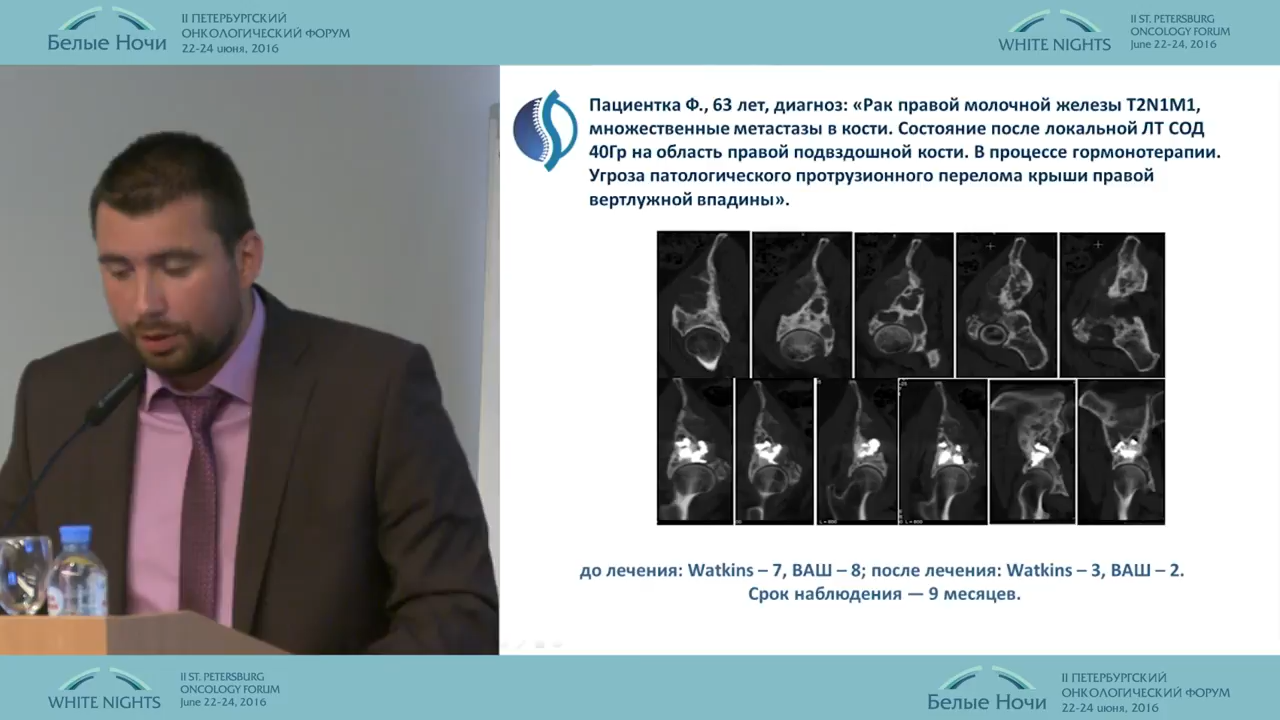 Белые Ночи
II ПЕТЕРБУРГСКИЙ
ОНКОЛОГИЧЕСКИЙ ФОРУМ
22-24 июня, 2016
WHITE NIGHTS
II ST. PETERSBURG
ONCOLOGY FORUM
June 22-24, 2016
Пациентка Ф., 63 лет, диагноз: «Рак правой молочной железы T2N1M1,
множественные метастазы в кости. Состояние после локальной ЛТ СОД
40Гр на область правой подвздошной кости. В процессе гормонотерапии.
Угроза патологического протрузионного перелома крыши правой
вертлужной впадины».
до лечения: Watkins – 7, ВАШ – 8; после лечения: Watkins – 3, ВАШ – 2.
Срок наблюдения — 9 месяцев.
WHITE NIGHTS
II ST. PETERSBURG
ONCOLOGY FORUM
June 22-24, 2016
Белые Ночи
II ПЕТЕРБУРГСКИЙ
ОНКОЛОГИЧЕСКИЙ ФОРУМ
22-24 июня, 2016